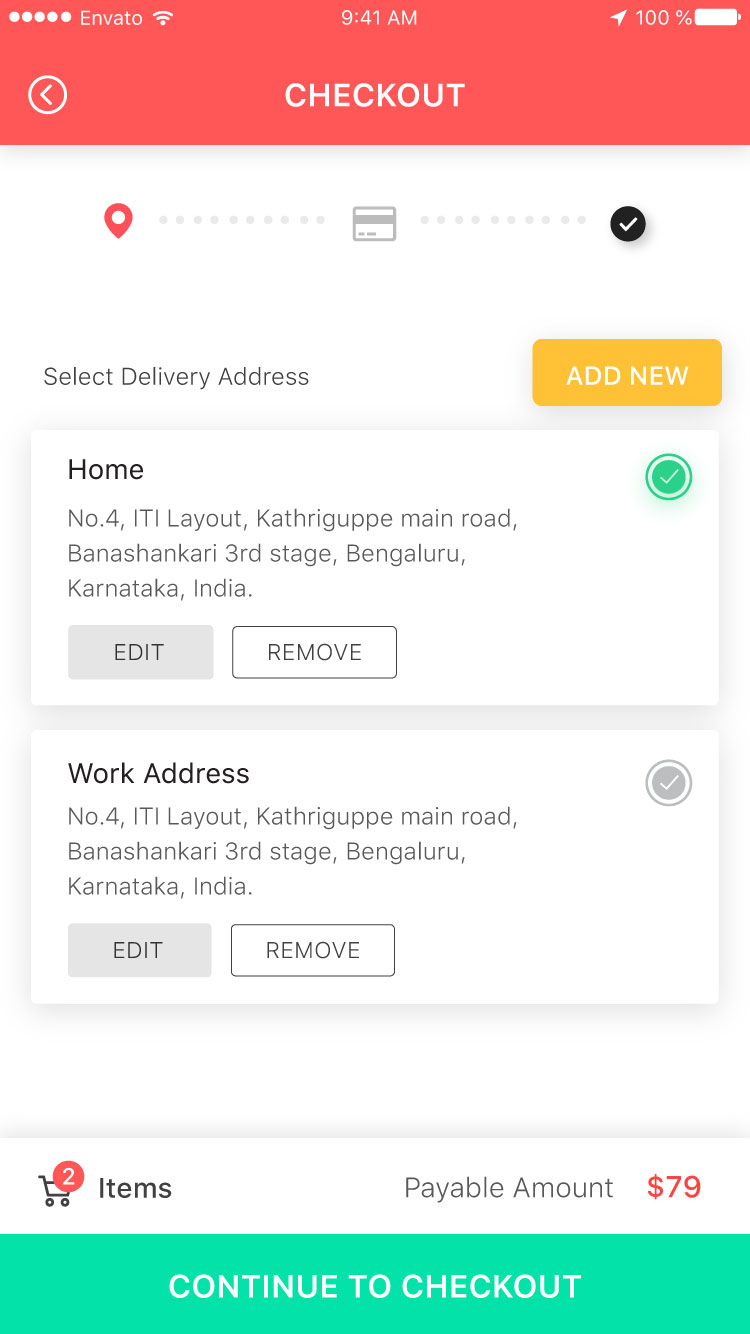 Envato 9:41 AM 100 %
CHECKOUT
Select Delivery Address
ADD NEW
Home
No.4, ITI Layout, Kathriguppe main road,
Banashankari 3rd stage, Bengaluru,
Karnataka, India.
EDIT REMOVE
Work Address
No.4, ITI Layout, Kathriguppe main road,
Banashankari 3rd stage, Bengaluru,
Karnataka, India.
EDIT REMOVE
2 Items Payable Amount $79
CONTINUE TO CHECKOUT